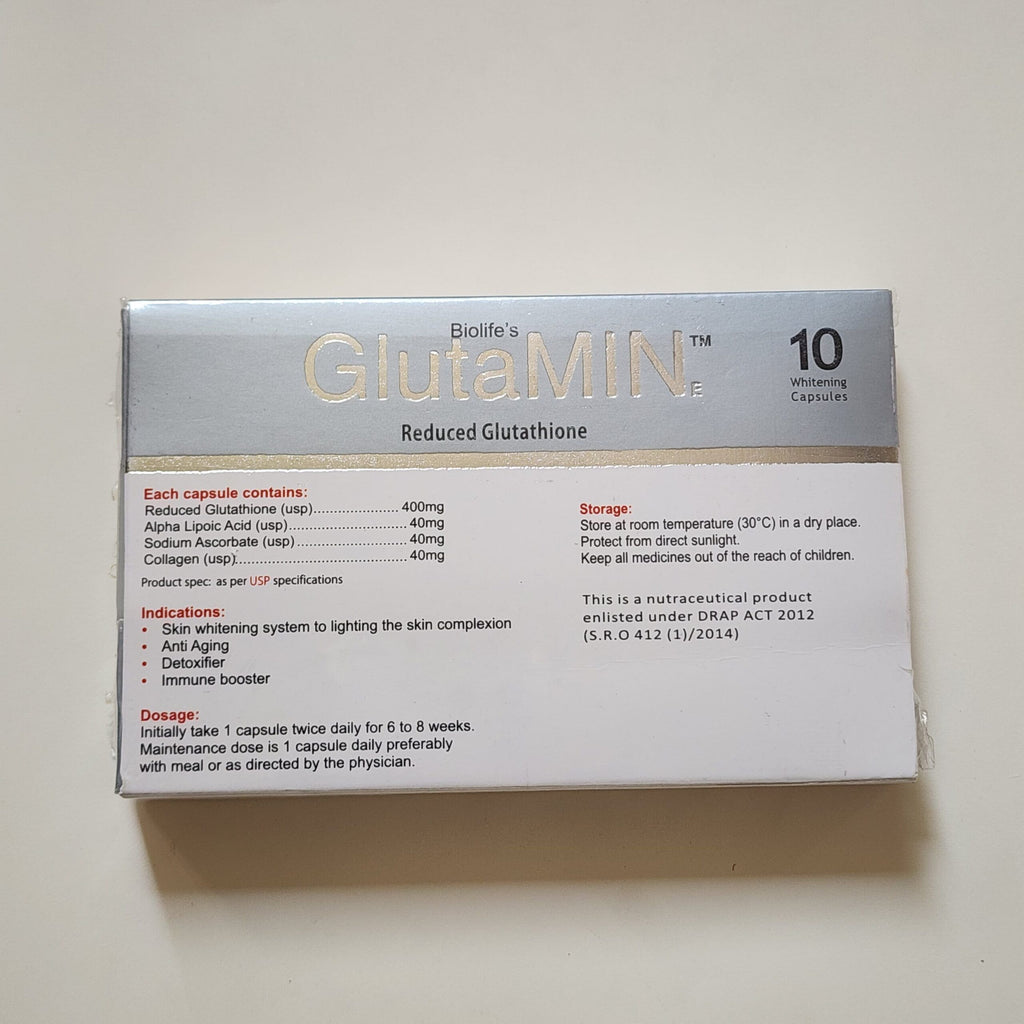 Biolife's
GlutaMIN™
E
Reduced Glutathione
10
Whitening
Capsules
Each capsule contains:
Reduced Glutathione (usp)..................... 400mg
Alpha Lipoic Acid (usp)............................. 40mg
Sodium Ascorbate (usp)........................... 40mg
Collagen (usp)......................................... 40mg
Product spec: as per USP specifications
Indications:
• Skin whitening system to lighting the skin complexion
• Anti Aging
• Detoxifier
• Immune booster
Dosage:
Initially take 1 capsule twice daily for 6 to 8 weeks.
Maintenance dose is 1 capsule daily preferably
with meal or as directed by the physician.
Storage:
Store at room temperature (30°C) in a dry place.
Protect from direct sunlight.
Keep all medicines out of the reach of children.
This is a nutraceutical product
enlisted under DRAP ACT 2012
(S.R.O 412 (1)/2014)